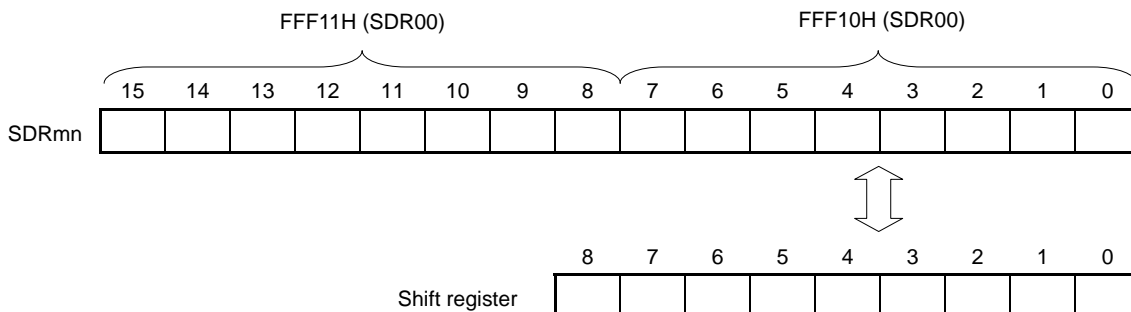 FFF11H (SDR00) FFF10H (SDR00)
15 14 13 12 11 10 9 8 7 6 5 4 3 2 1 0
SDRmn
8 7 6 5 4 3 2 1 0
Shift register